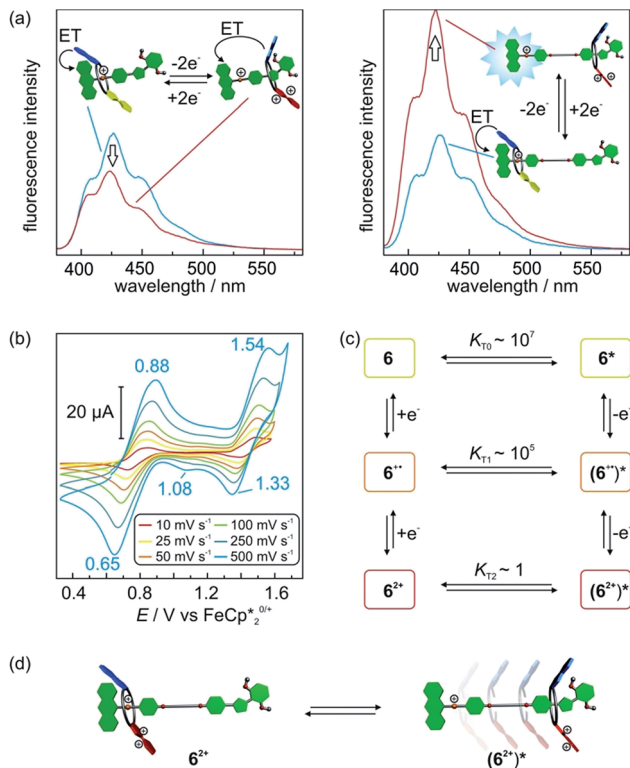 (a)
fluorescence intensity
ET
-2e⁻
+2e⁻
ET
400 450 500 550
wavelength / nm
fluorescence intensity
-2e⁻ +2e⁻
ET
400 450 500 550
wavelength / nm
(b)
20 µA
0.88
1.54
1.08
1.33
0.65
10 mV s⁻¹ 100 mV s⁻¹
25 mV s⁻¹ 250 mV s⁻¹
50 mV s⁻¹ 500 mV s⁻¹
0.4 0.8 1.2 1.6
E / V vs FeCp*₂⁰/⁺
(c)
6 K_T0 ~ 10⁷ 6*
+e⁻ -e⁻
6⁺• K_T1 ~ 10⁵ (6⁺•)*
+e⁻ -e⁻
6²⁺ K_T2 ~ 1 (6²⁺)*
(d)
6²⁺ (6²⁺)*